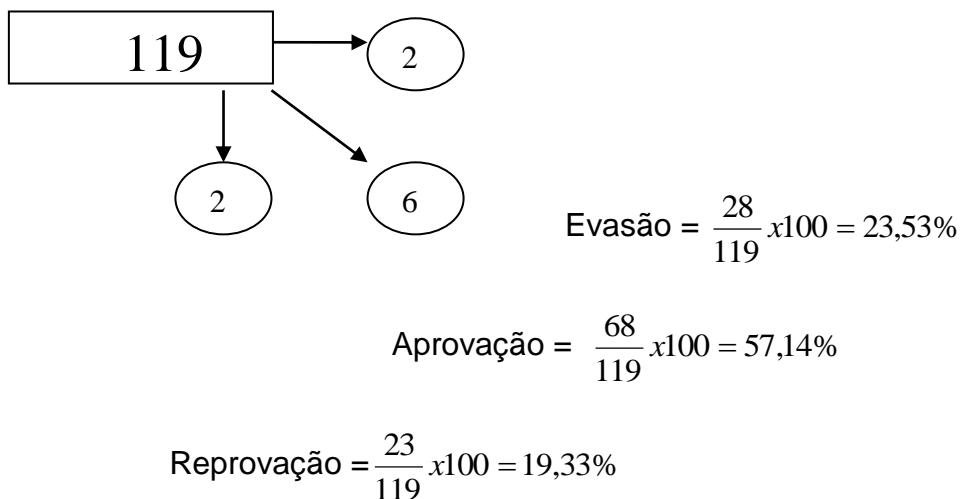 119
2
2
6
Evasão = 28/119 x100 = 23,53%
Aprovação = 68/119 x100 = 57,14%
Reprovação = 23/119 x100 = 19,33%